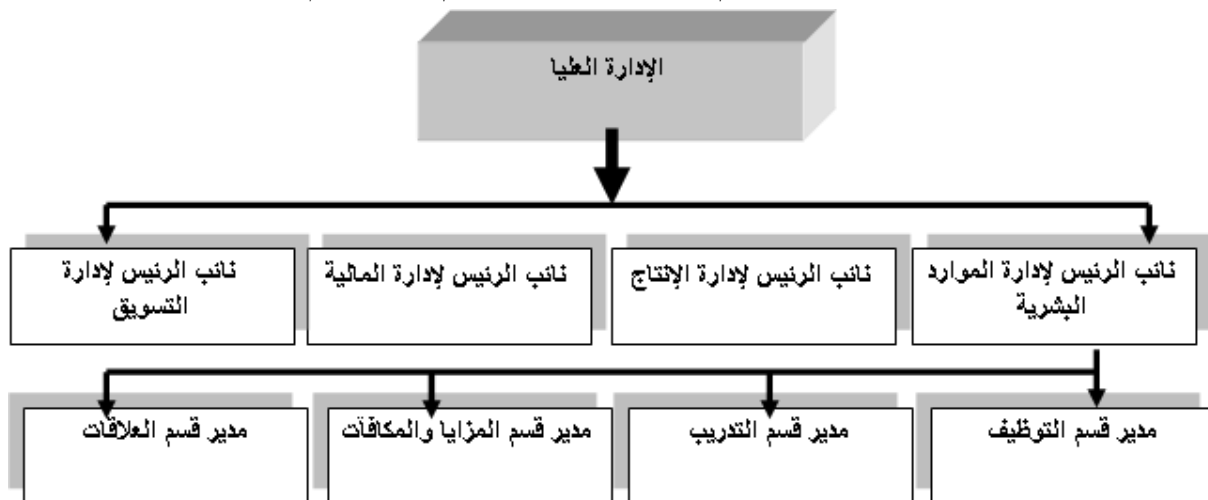 الإدارة العليا
نائب الرئيس لإدارة الموارد
البشرية
نائب الرئيس لإدارة الإنتاج
نائب الرئيس لإدارة المالية
نائب الرئيس لإدارة
التسويق
مدير قسم التوظيف
مدير قسم التدريب
مدير قسم المزايا والمكافآت
مدير قسم العلاقات